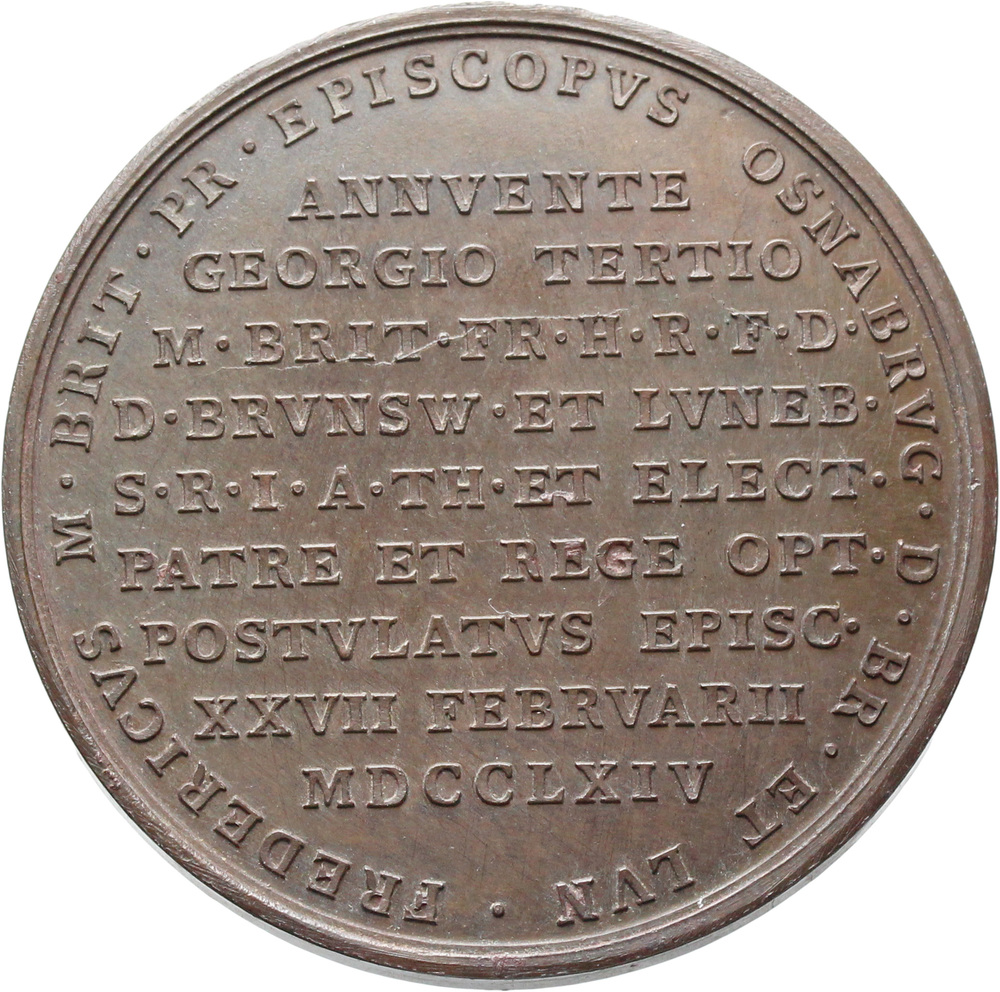 FREDERICVS M · BRIT · PR · EPISCOPVS OSNABRVG · D · BR · ET LVN ·
ANNVENTE
GEORGIO TERTIO
M · BRIT · FR · H · R · F · D ·
D · BRVNSW · ET LVNEB ·
S · R · I · A · TH · ET ELECT ·
PATRE ET REGE OPT ·
POSTVLATVS EPISC ·
XXVII FEBRVARII
MDCCLXIV